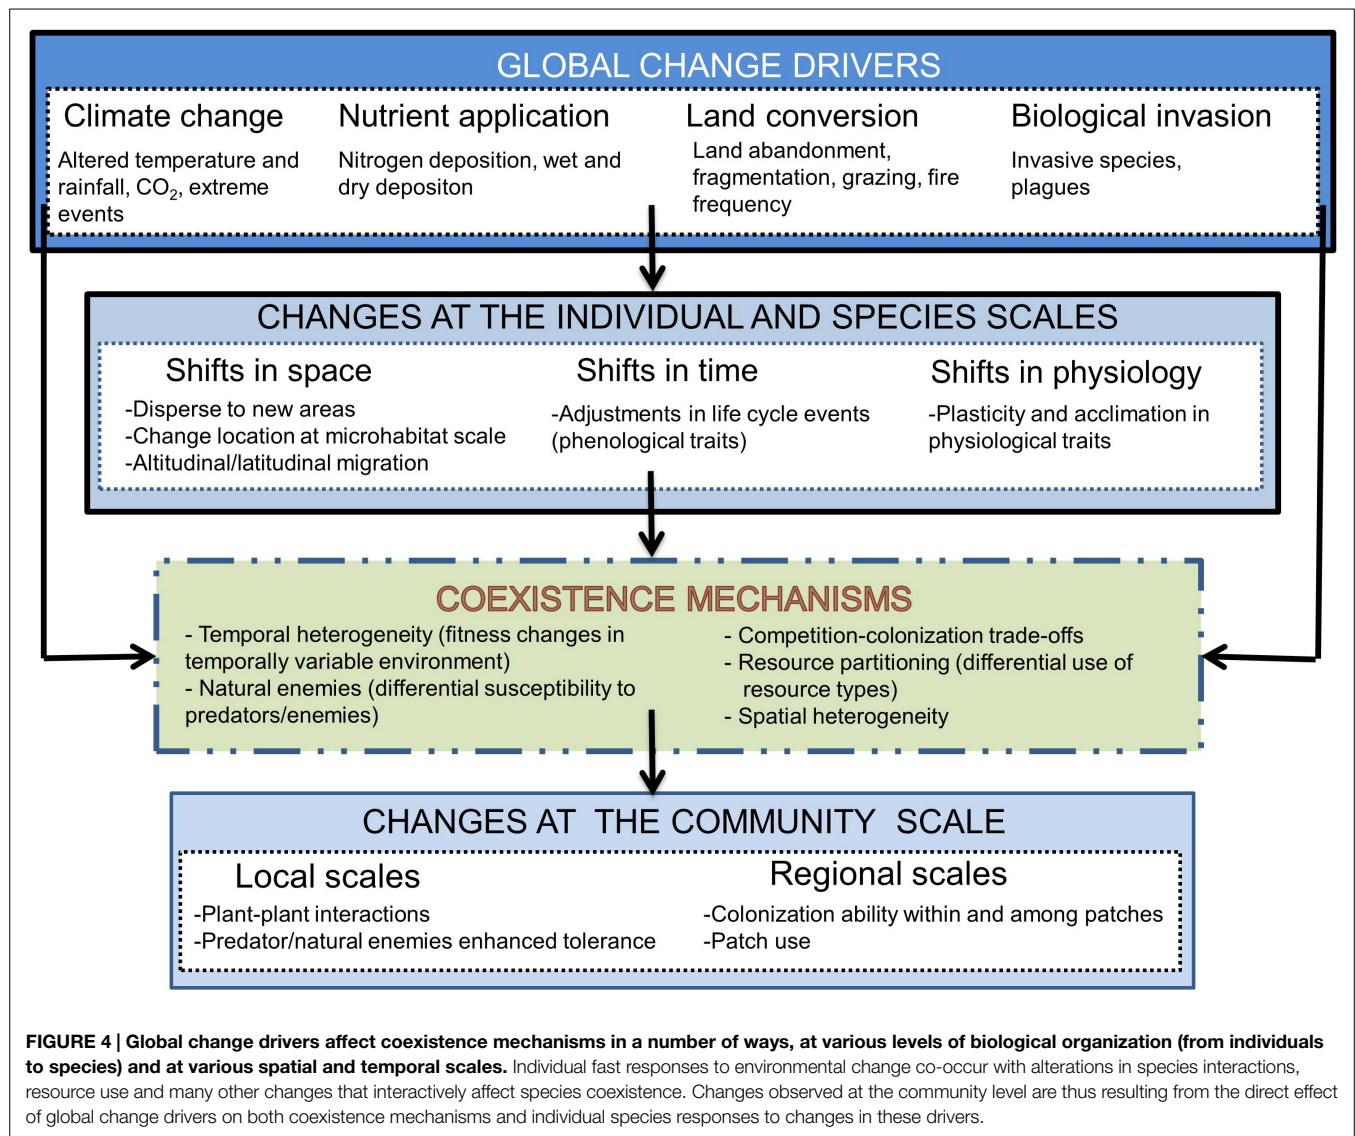 GLOBAL CHANGE DRIVERS
Climate change
Altered temperature and
rainfall, CO₂, extreme
events
Nutrient application
Nitrogen deposition, wet and
dry depositon
Land conversion
Land abandonment,
fragmentation, grazing, fire
frequency
Biological invasion
Invasive species,
plagues
CHANGES AT THE INDIVIDUAL AND SPECIES SCALES
Shifts in space
-Disperse to new areas
-Change location at microhabitat scale
-Altitudinal/latitudinal migration
Shifts in time
-Adjustments in life cycle events
(phenological traits)
Shifts in physiology
-Plasticity and acclimation in
physiological traits
COEXISTENCE MECHANISMS
- Temporal heterogeneity (fitness changes in
temporally variable environment)
- Natural enemies (differential susceptibility to
predators/enemies)
- Competition-colonization trade-offs
- Resource partitioning (differential use of
resource types)
- Spatial heterogeneity
CHANGES AT THE COMMUNITY SCALE
Local scales
-Plant-plant interactions
-Predator/natural enemies enhanced tolerance
Regional scales
-Colonization ability within and among patches
-Patch use
FIGURE 4 | Global change drivers affect coexistence mechanisms in a number of ways, at various levels of biological organization (from individuals
to species) and at various spatial and temporal scales. Individual fast responses to environmental change co-occur with alterations in species interactions,
resource use and many other changes that interactively affect species coexistence. Changes observed at the community level are thus resulting from the direct effect
of global change drivers on both coexistence mechanisms and individual species responses to changes in these drivers.